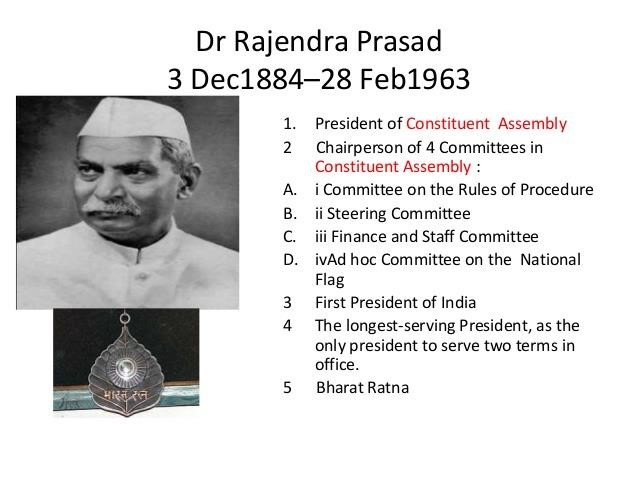 Dr Rajendra Prasad
3 Dec1884–28 Feb1963
1. President of Constituent Assembly
2 Chairperson of 4 Committees in
Constituent Assembly :
A. i Committee on the Rules of Procedure
B. ii Steering Committee
C. iii Finance and Staff Committee
D. ivAd hoc Committee on the National
Flag
3 First President of India
4 The longest-serving President, as the
only president to serve two terms in
office.
5 Bharat Ratna
भारत रत्न